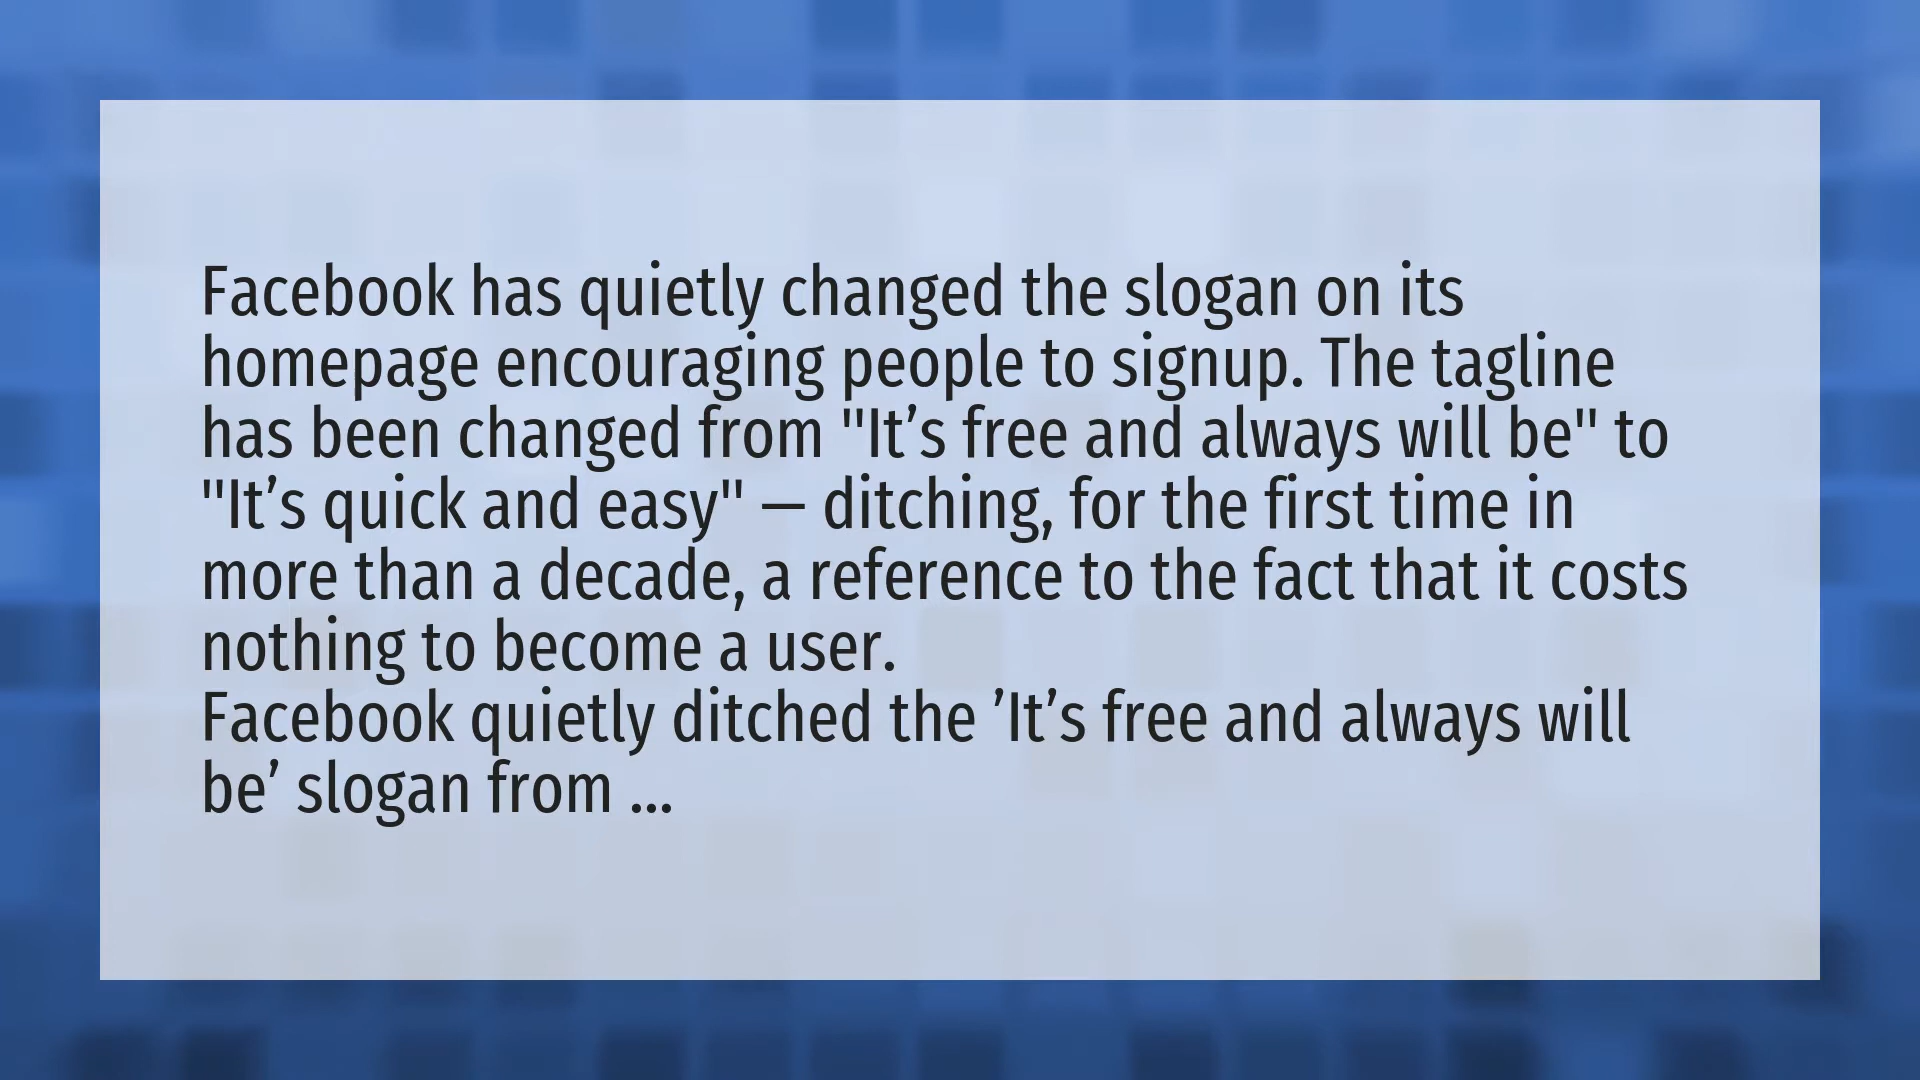 Facebook has quietly changed the slogan on its
homepage encouraging people to signup. The tagline
has been changed from "It’s free and always will be" to
"It’s quick and easy" — ditching, for the first time in
more than a decade, a reference to the fact that it costs
nothing to become a user.
Facebook quietly ditched the ’It’s free and always will
be’ slogan from ...